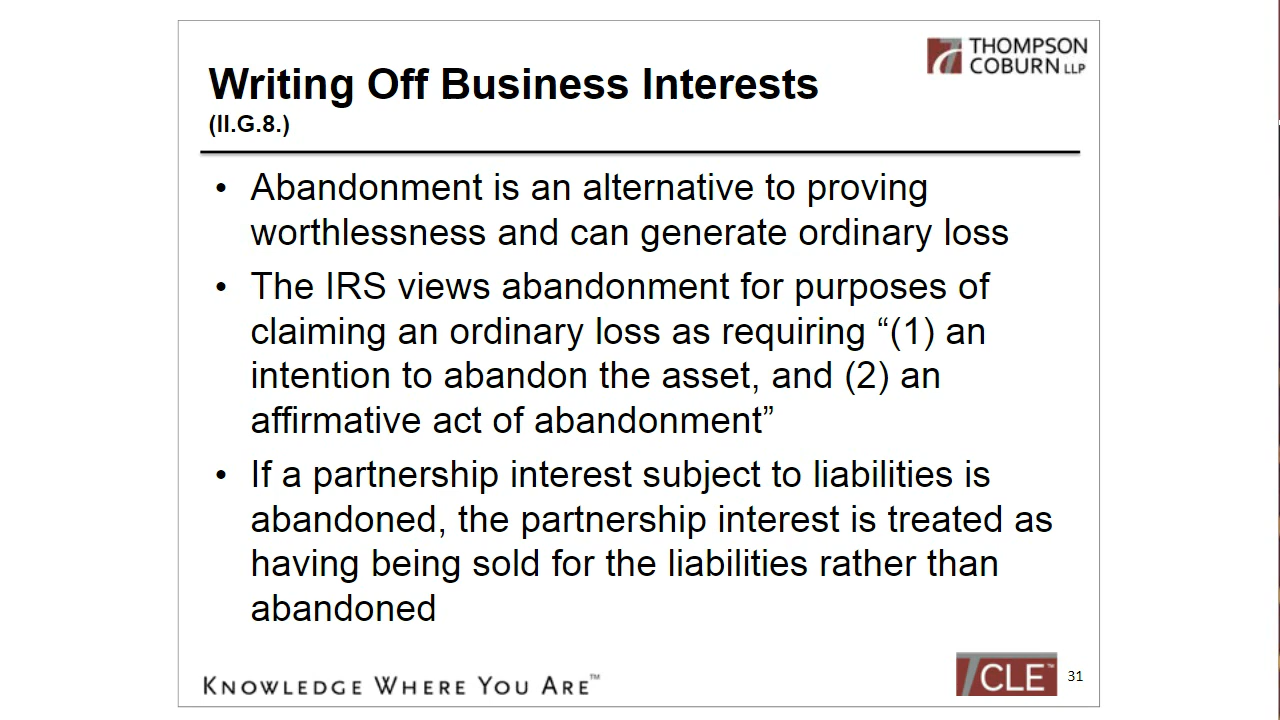 THOMPSON
COBURN LLP
Writing Off Business Interests
(II.G.8.)
• Abandonment is an alternative to proving
worthlessness and can generate ordinary loss
• The IRS views abandonment for purposes of
claiming an ordinary loss as requiring “(1) an
intention to abandon the asset, and (2) an
affirmative act of abandonment”
• If a partnership interest subject to liabilities is
abandoned, the partnership interest is treated as
having being sold for the liabilities rather than
abandoned
KNOWLEDGE WHERE YOU ARE™
CLE™
31